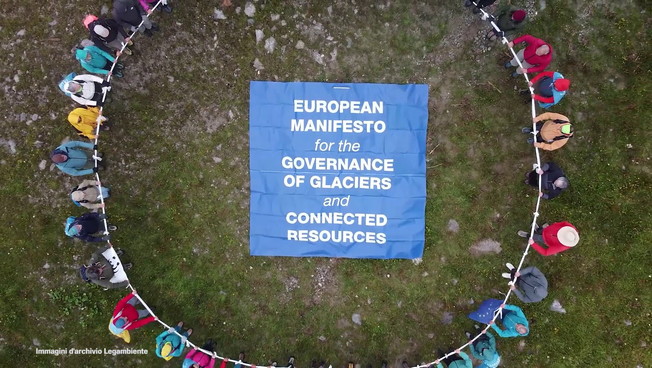 EUROPEAN
MANIFESTO
for the
GOVERNANCE
OF GLACIERS
and
CONNECTED
RESOURCES
Immagini d'archivio Legambiente